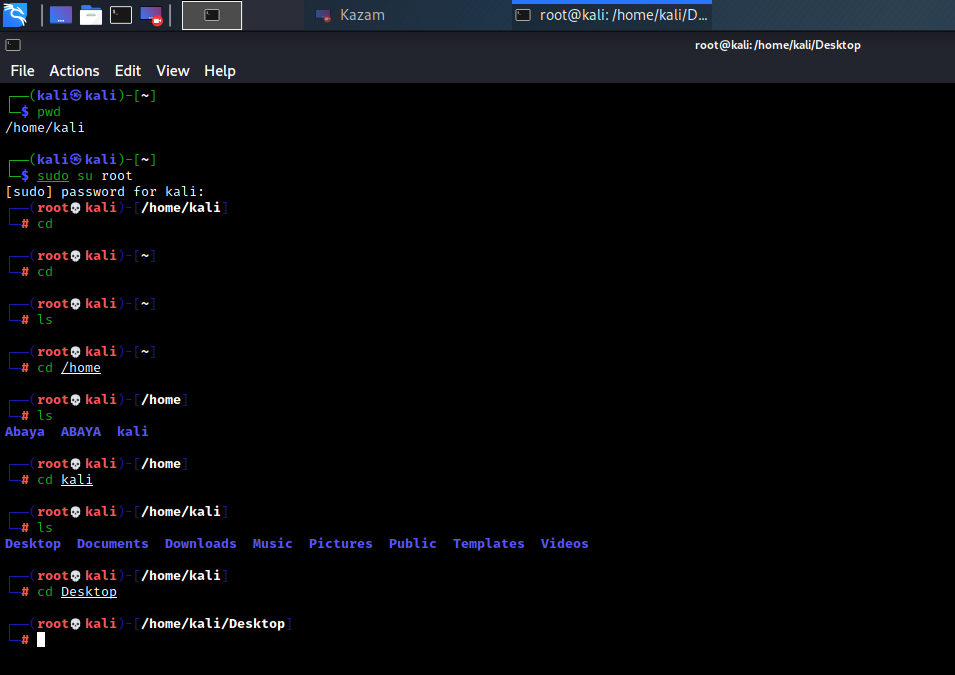 Kazam
root@kali: /home/kali/D...
root@kali:/home/kali/Desktop
File Actions Edit View Help
┌──(kali㉿kali)-[~]
└─$ pwd
/home/kali
┌──(kali㉿kali)-[~]
└─$ sudo su root
[sudo] password for kali:
┌──(root💀kali)-[/home/kali]
└─# cd
┌──(root💀kali)-[~]
└─# cd
┌──(root💀kali)-[~]
└─# ls
┌──(root💀kali)-[~]
└─# cd /home
┌──(root💀kali)-[/home]
└─# ls
Abaya ABAYA kali
┌──(root💀kali)-[/home]
└─# cd kali
┌──(root💀kali)-[/home/kali]
└─# ls
Desktop Documents Downloads Music Pictures Public Templates Videos
┌──(root💀kali)-[/home/kali]
└─# cd Desktop
┌──(root💀kali)-[/home/kali/Desktop]
└─#